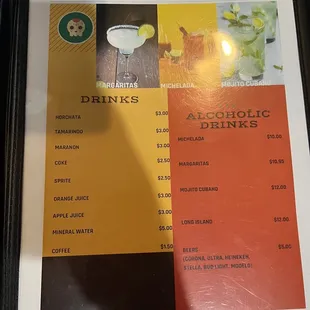 MARGARITAS
MICHELADA
MOJITO CUBANO
DRINKS
HORCHATA $3.00
TAMARINDO $3.00
MARANON $3.00
COKE $2.50
SPRITE $2.50
ORANGE JUICE $3.00
APPLE JUICE $3.00
MINERAL WATER $5.00
COFFEE $1.50
ALCOHOLIC
DRINKS
MICHELADA $10.00
MARGARITAS
MOJITO CUBANO $12.00
LONG ISLAND $12.00
BEERS $5.00
(CORONA, ULTRA, HEINEKEN,
STELLA, BUD LIGHT, MODELO)